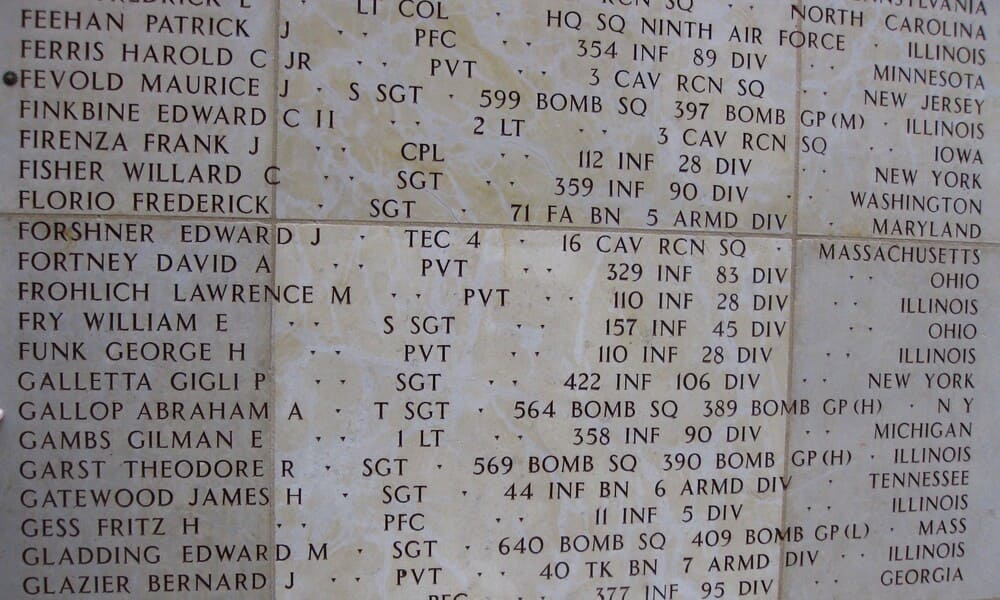 RCN SQ · · NORTH CAROLINA
FREDERICK L · LT COL · HQ SQ NINTH AIR FORCE · ILLINOIS
FEEHAN PATRICK J · · PFC · · 354 INF 89 DIV · · MINNESOTA
FERRIS HAROLD C JR · · PVT · · 3 CAV RCN SQ · · NEW JERSEY
FEVOLD MAURICE J · S SGT · 599 BOMB SQ 397 BOMB GP(M) · ILLINOIS
FINKBINE EDWARD C II · · 2 LT · · 3 CAV RCN SQ · · IOWA
FIRENZA FRANK J · · CPL · · 112 INF 28 DIV · · NEW YORK
FISHER WILLARD C · · SGT · · 359 INF 90 DIV · · WASHINGTON
FLORIO FREDERICK · · SGT · 71 FA BN 5 ARMD DIV · · MARYLAND
FORSHNER EDWARD J · TEC 4 · 16 CAV RCN SQ · MASSACHUSETTS
FORTNEY DAVID A · · PVT · · 329 INF 83 DIV · · OHIO
FROHLICH LAWRENCE M · · PVT · · 110 INF 28 DIV · · ILLINOIS
FRY WILLIAM E · · S SGT · · 157 INF 45 DIV · · OHIO
FUNK GEORGE H · · PVT · · 110 INF 28 DIV · · ILLINOIS
GALLETTA GIGLI P · · SGT · · 422 INF 106 DIV · · NEW YORK
GALLOP ABRAHAM A · T SGT · 564 BOMB SQ 389 BOMB GP(H) · N Y
GAMBS GILMAN E · · 1 LT · · 358 INF 90 DIV · · MICHIGAN
GARST THEODORE R · SGT · 569 BOMB SQ 390 BOMB GP(H) · ILLINOIS
GATEWOOD JAMES H · SGT · 44 INF BN 6 ARMD DIV · TENNESSEE
GESS FRITZ H · · PFC · · 11 INF 5 DIV · · ILLINOIS
GLADDING EDWARD M · SGT · 640 BOMB SQ 409 BOMB GP(L) · MASS
GLAZIER BERNARD J · · PVT · · 40 TK BN 7 ARMD DIV · · ILLINOIS
PFC 377 INF 95 DIV · · GEORGIA